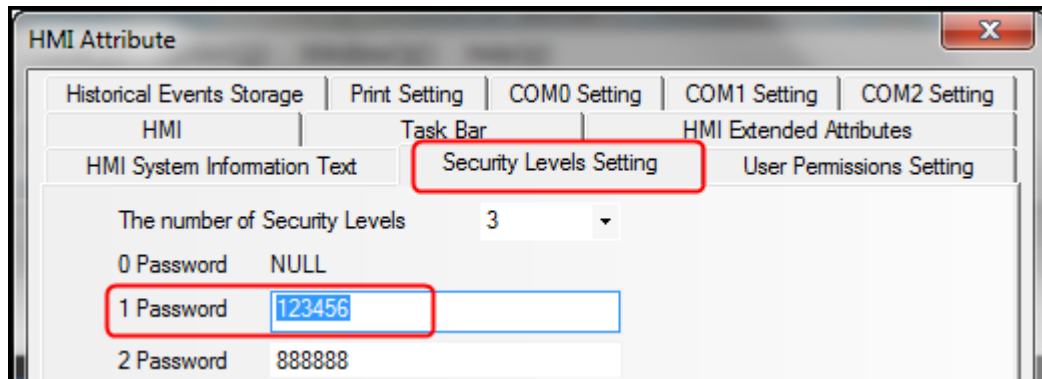 HMI Attribute
Historical Events Storage Print Setting COM0 Setting COM1 Setting COM2 Setting
HMI Task Bar HMI Extended Attributes
HMI System Information Text Security Levels Setting User Permissions Setting
The number of Security Levels 3
0 Password NULL
1 Password 123456
2 Password 888888